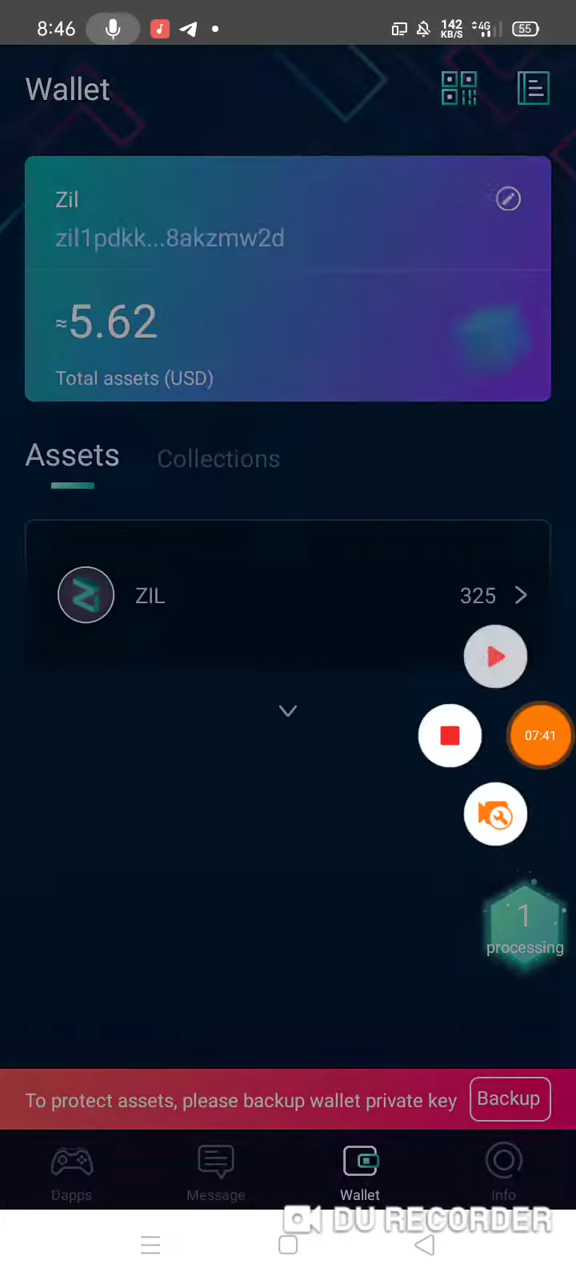 8:46
142
KB/S
4G
55
Wallet
Zil
zil1pdkk...8akzmw2d
≈5.62
Total assets (USD)
Assets
Collections
ZIL
325
07:41
1
processing
To protect assets, please backup wallet private key
Backup
Dapps
Message
Wallet
Info
DU RECORDER